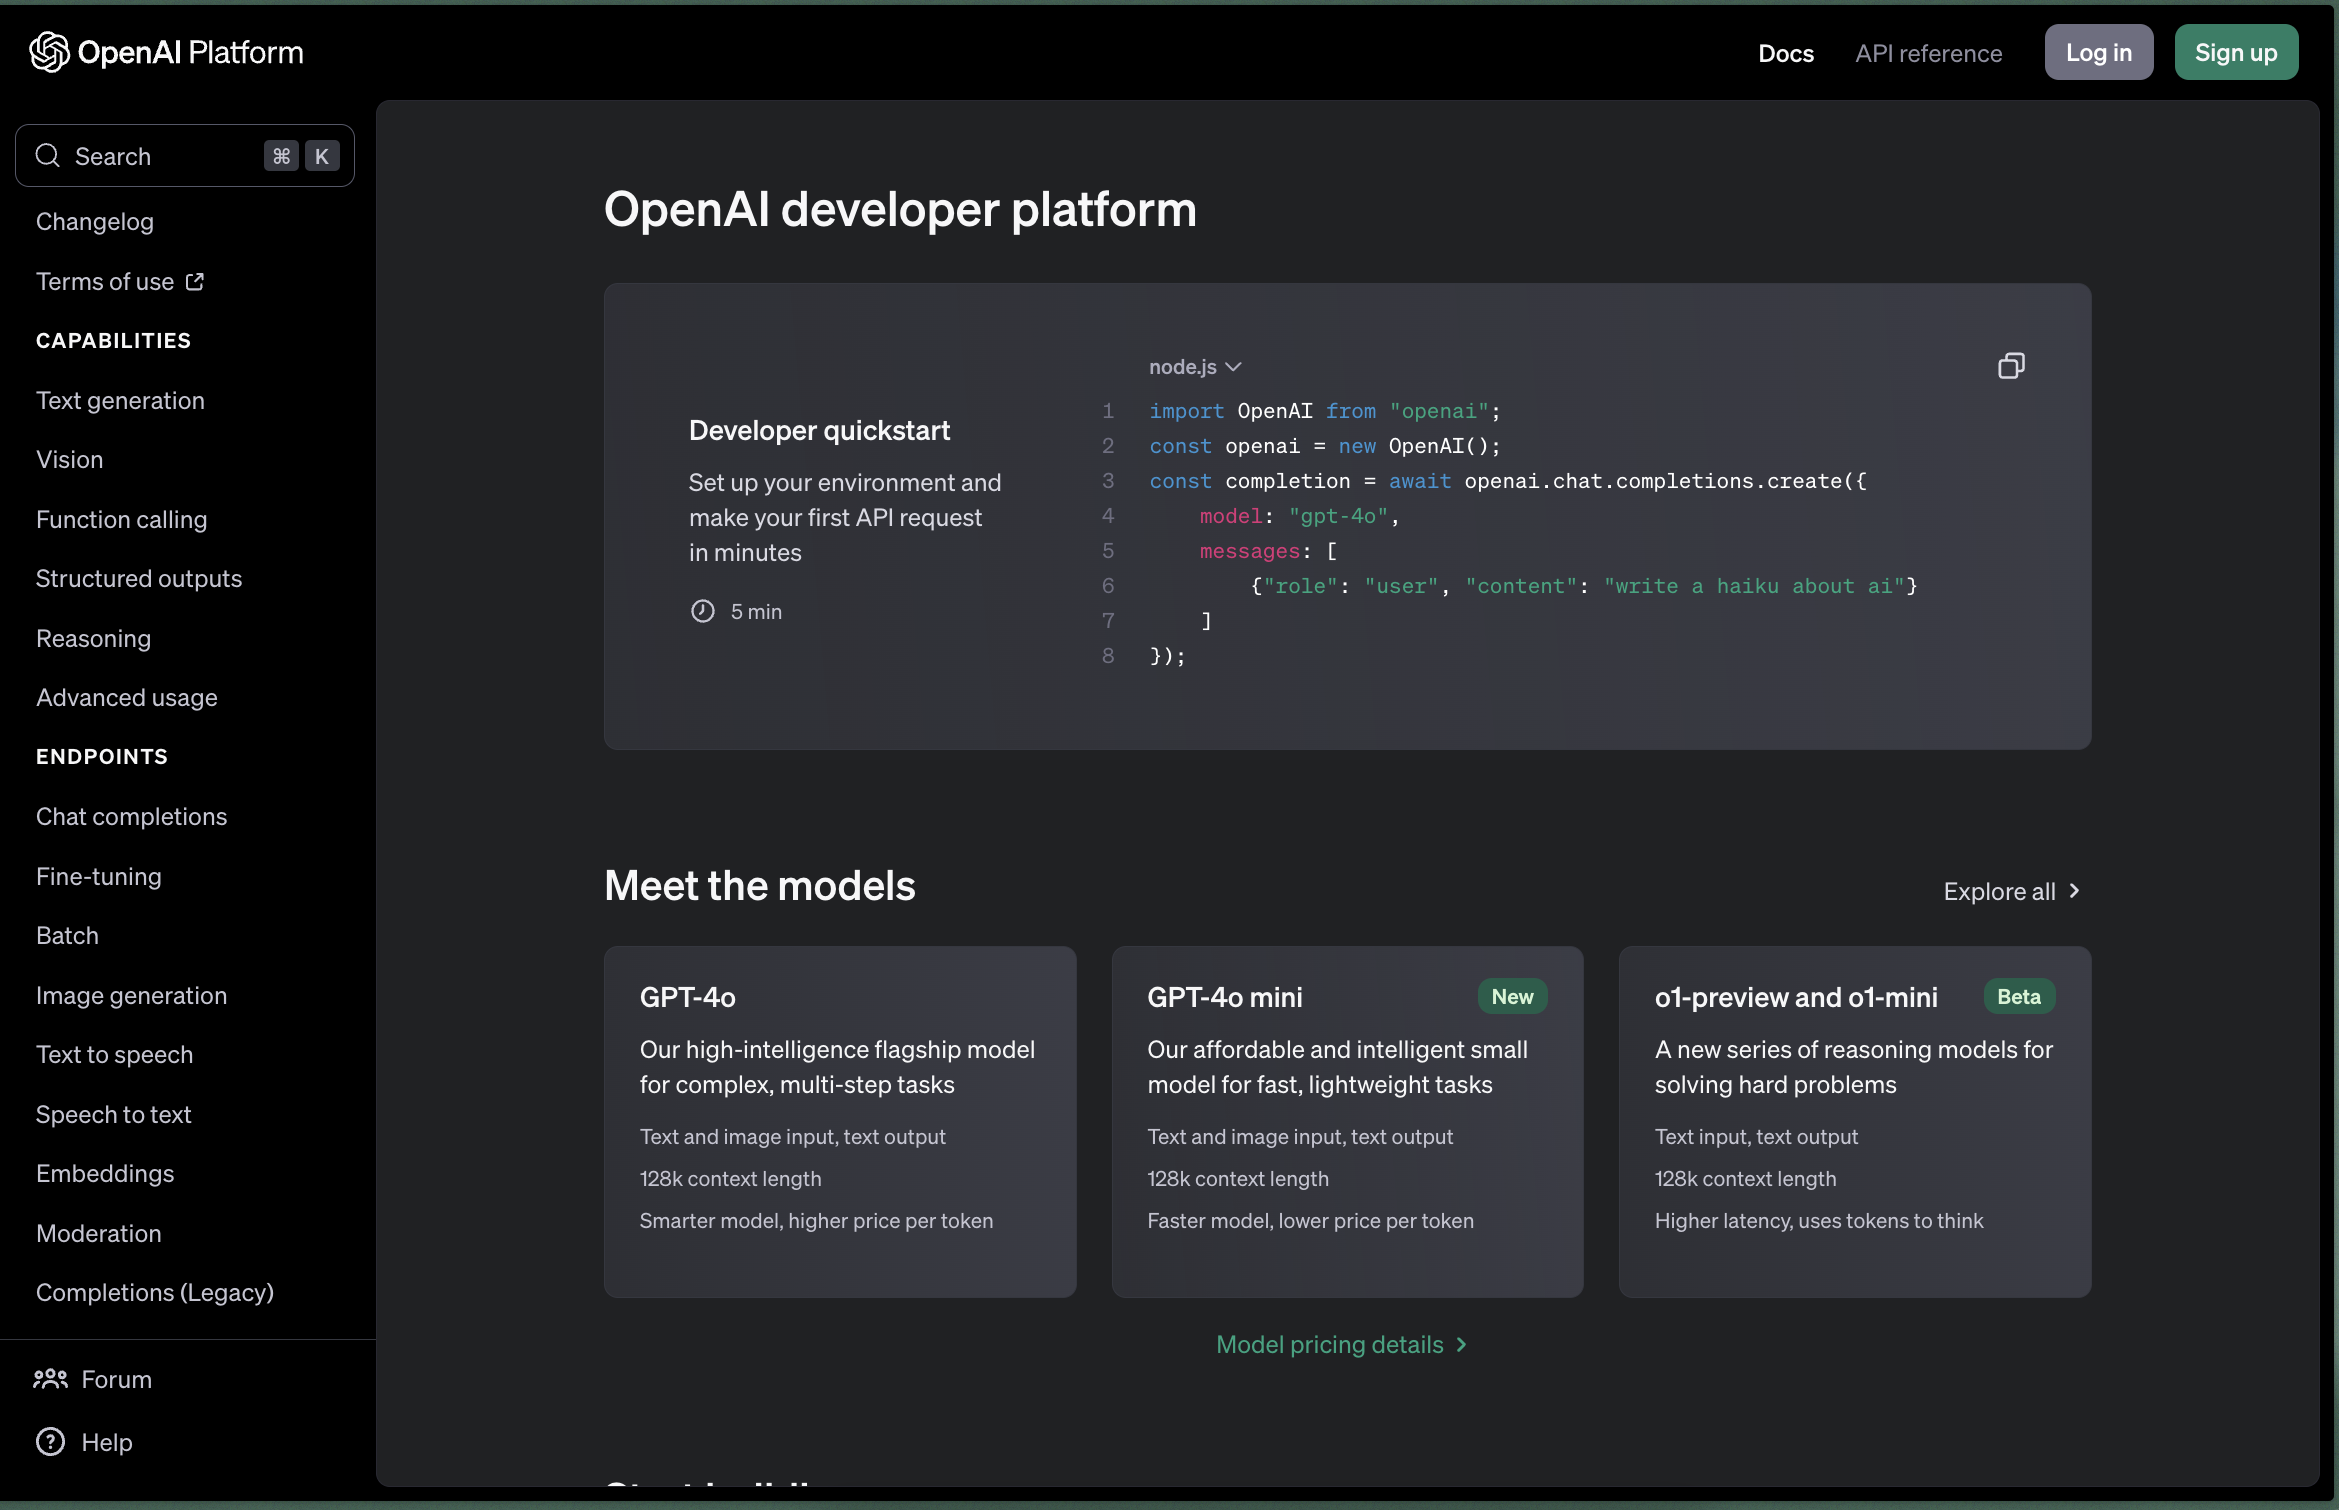 OpenAI Platform
Docs
API reference
Log in
Sign up
Search
⌘ K
Changelog
Terms of use
CAPABILITIES
Text generation
Vision
Function calling
Structured outputs
Reasoning
Advanced usage
ENDPOINTS
Chat completions
Fine-tuning
Batch
Image generation
Text to speech
Speech to text
Embeddings
Moderation
Completions (Legacy)
Forum
Help
OpenAI developer platform
Developer quickstart
Set up your environment and
make your first API request
in minutes
5 min
node.js
1 import OpenAI from "openai";
2 const openai = new OpenAI();
3 const completion = await openai.chat.completions.create({
4     model: "gpt-4o",
5     messages: [
6         {"role": "user", "content": "write a haiku about ai"}
7     ]
8 });
Meet the models
Explore all
GPT-4o
Our high-intelligence flagship model
for complex, multi-step tasks
Text and image input, text output
128k context length
Smarter model, higher price per token
GPT-4o mini
New
Our affordable and intelligent small
model for fast, lightweight tasks
Text and image input, text output
128k context length
Faster model, lower price per token
o1-preview and o1-mini
Beta
A new series of reasoning models for
solving hard problems
Text input, text output
128k context length
Higher latency, uses tokens to think
Model pricing details